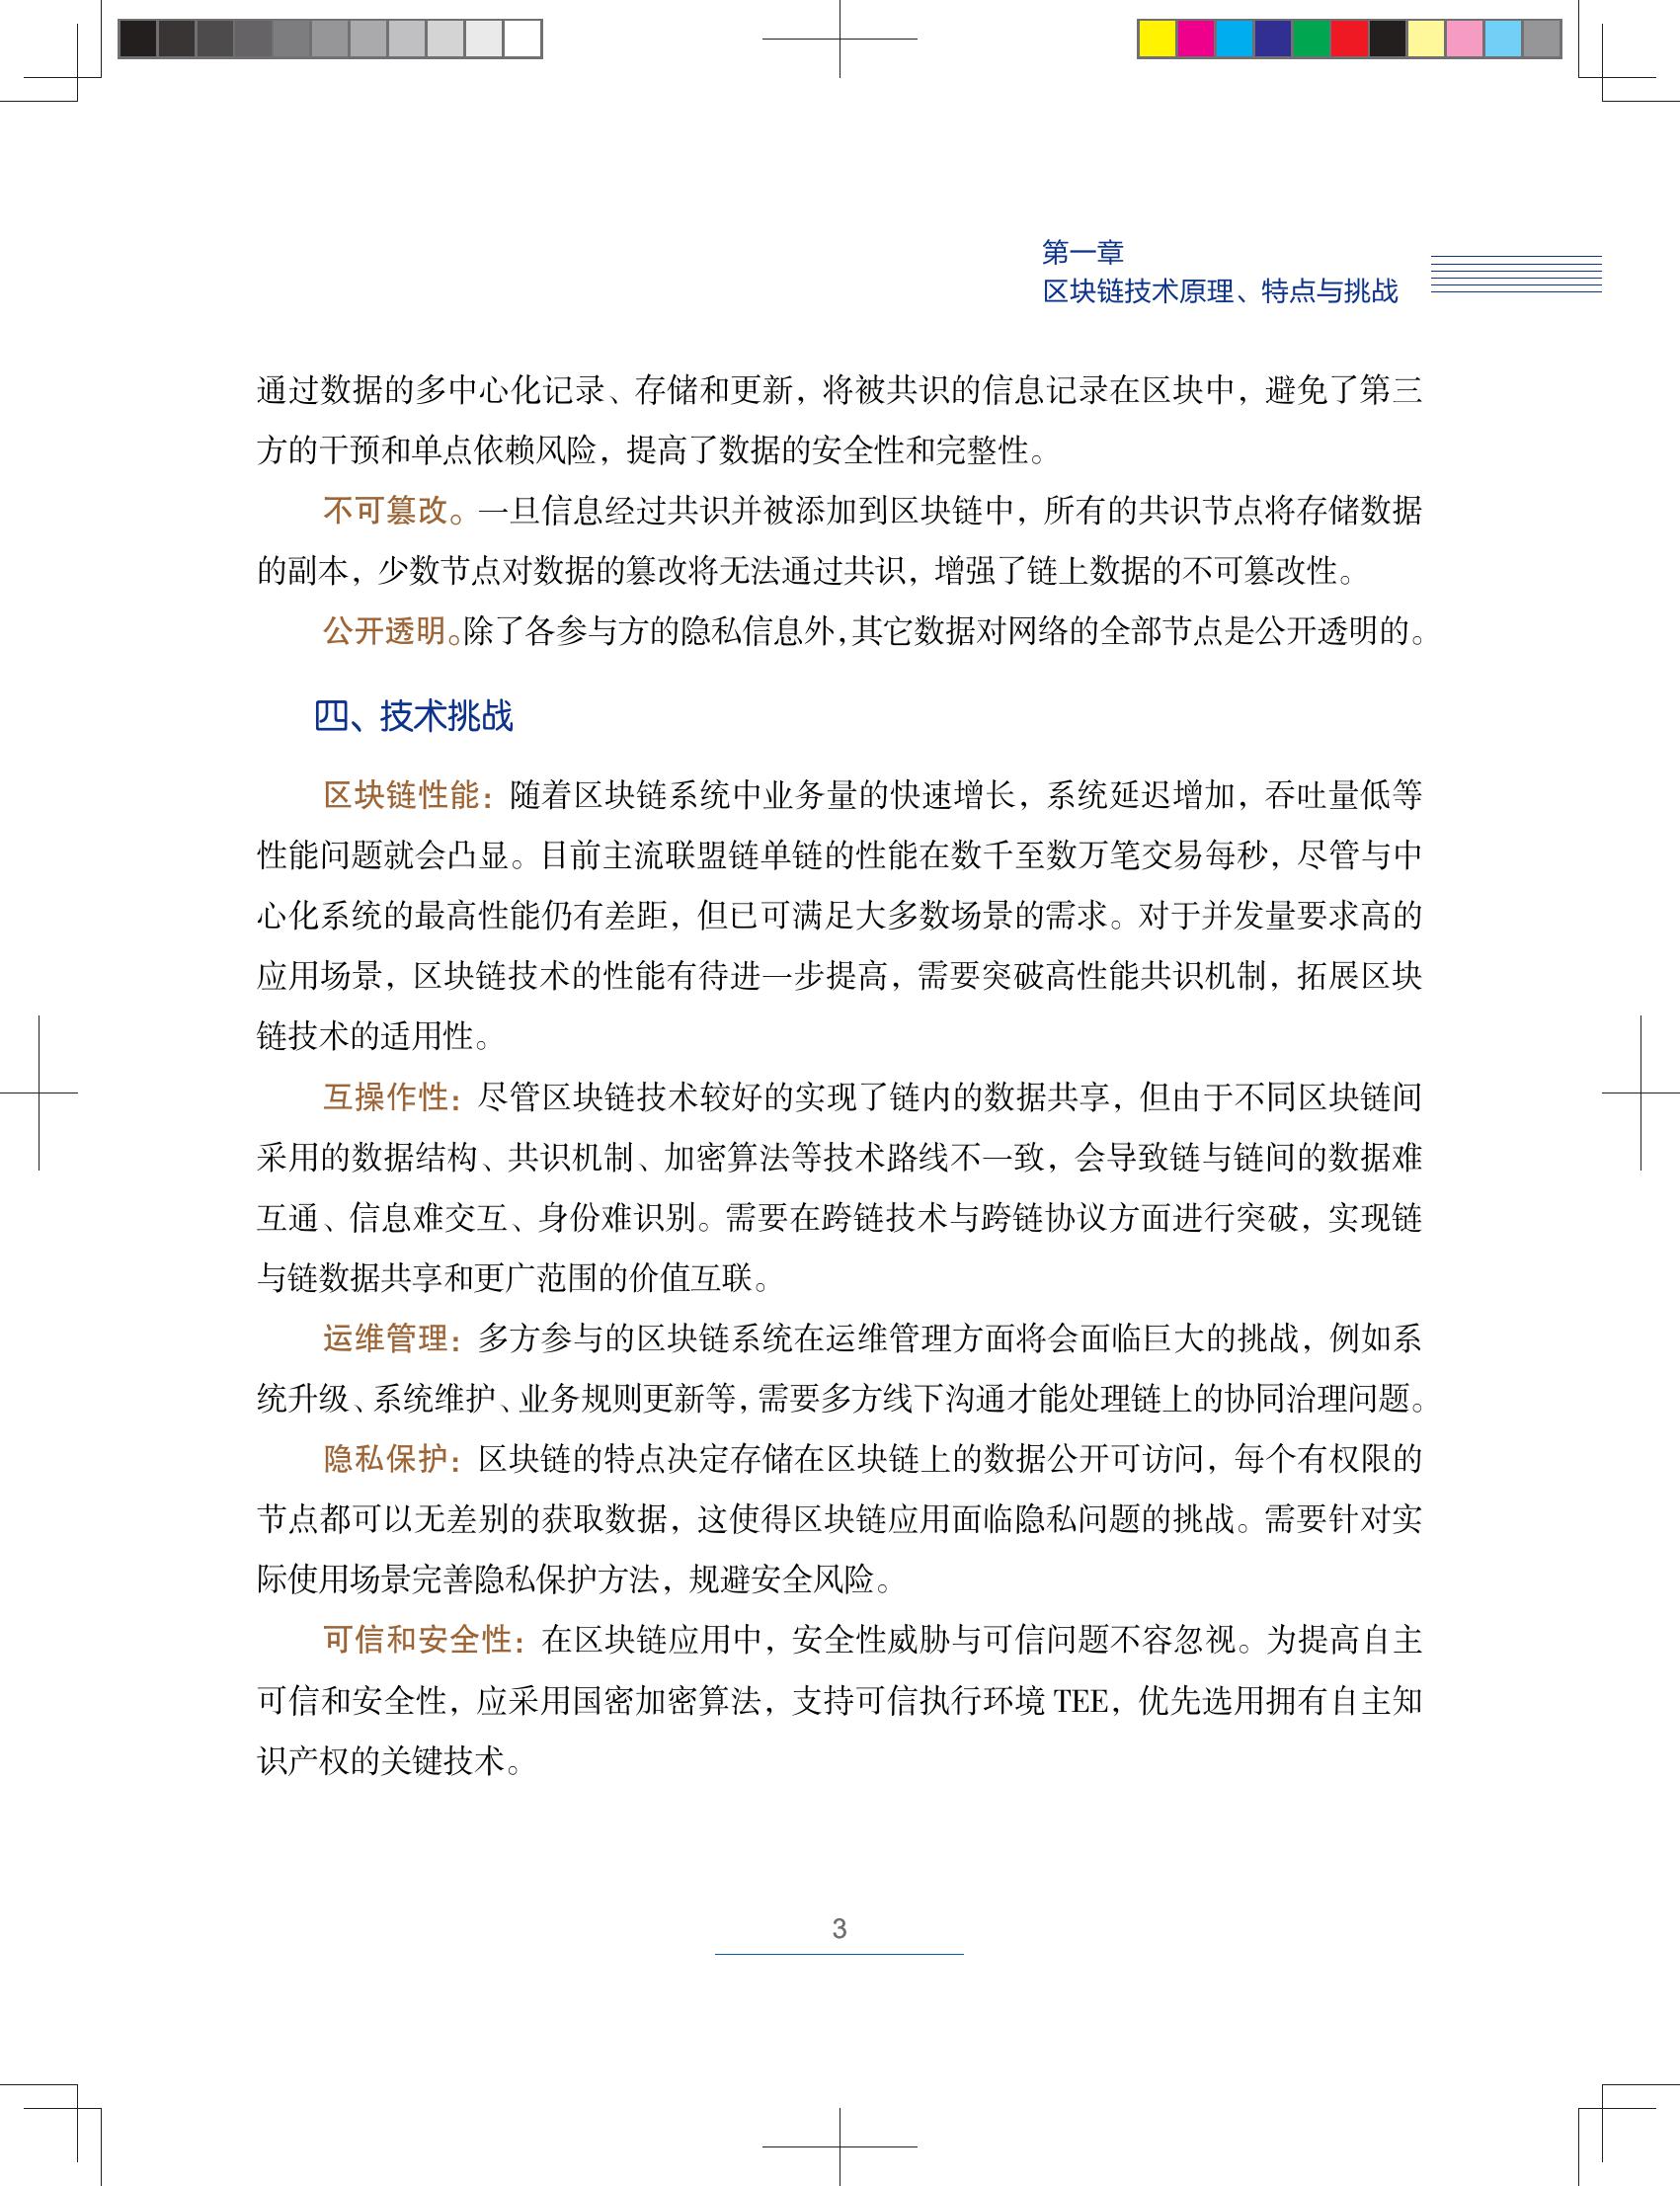 第一章
区块链技术原理、特点与挑战
通过数据的多中心化记录、存储和更新，将被共识的信息记录在区块中，避免了第三
方的干预和单点依赖风险，提高了数据的安全性和完整性。
不可篡改。一旦信息经过共识并被添加到区块链中，所有的共识节点将存储数据
的副本，少数节点对数据的篡改将无法通过共识，增强了链上数据的不可篡改性。
公开透明。除了各参与方的隐私信息外，其它数据对网络的全部节点是公开透明的。
四、技术挑战
区块链性能：随着区块链系统中业务量的快速增长，系统延迟增加，吞吐量低等
性能问题就会凸显。目前主流联盟链单链的性能在数千至数万笔交易每秒，尽管与中
心化系统的最高性能仍有差距，但已可满足大多数场景的需求。对于并发量要求高的
应用场景，区块链技术的性能有待进一步提高，需要突破高性能共识机制，拓展区块
链技术的适用性。
互操作性：尽管区块链技术较好的实现了链内的数据共享，但由于不同区块链间
采用的数据结构、共识机制、加密算法等技术路线不一致，会导致链与链间的数据难
互通、信息难交互、身份难识别。需要在跨链技术与跨链协议方面进行突破，实现链
与链数据共享和更广范围的价值互联。
运维管理：多方参与的区块链系统在运维管理方面将会面临巨大的挑战，例如系
统升级、系统维护、业务规则更新等，需要多方线下沟通才能处理链上的协同治理问题。
隐私保护：区块链的特点决定存储在区块链上的数据公开可访问，每个有权限的
节点都可以无差别的获取数据，这使得区块链应用面临隐私问题的挑战。需要针对实
际使用场景完善隐私保护方法，规避安全风险。
可信和安全性：在区块链应用中，安全性威胁与可信问题不容忽视。为提高自主
可信和安全性，应采用国密加密算法，支持可信执行环境 TEE，优先选用拥有自主知
识产权的关键技术。
3